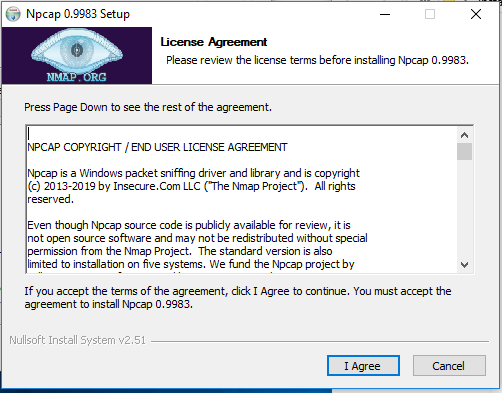 Npcap 0.9983 Setup
NMAP.ORG
License Agreement
Please review the license terms before installing Npcap 0.9983.
Press Page Down to see the rest of the agreement.
NPCAP COPYRIGHT / END USER LICENSE AGREEMENT
Npcap is a Windows packet sniffing driver and library and is copyright
(c) 2013-2019 by Insecure.Com LLC ("The Nmap Project").  All rights
reserved.
Even though Npcap source code is publicly available for review, it is
not open source software and may not be redistributed without special
permission from the Nmap Project.  The standard version is also
limited to installation on five systems. We fund the Npcap project by
If you accept the terms of the agreement, click I Agree to continue. You must accept the
agreement to install Npcap 0.9983.
Nullsoft Install System v2.51
I Agree
Cancel